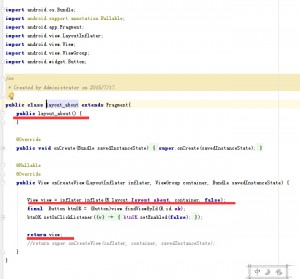 import android.os.Bundle;
import android.support.annotation.Nullable;
import android.app.Fragment;
import android.view.LayoutInflater;
import android.view.View;
import android.view.ViewGroup;
import android.widget.Button;
/**
* Created by Administrator on 2015/7/17.
*/
public class layout_about extends Fragment{
public layout_about() {
}
@Override
public void onCreate(Bundle savedInstanceState) { super.onCreate(savedInstanceState); }
@Nullable
@Override
public View onCreateView(LayoutInflater inflater, ViewGroup container, Bundle savedInstanceState) {
View view = inflater.inflate(R.layout.layout_about, container, false);
final Button btnOK = (Button)view.findViewById(R.id.ok);
btnOK.setOnClickListener((v) → { btnOK.setEnabled(false); });
return view;
//return super.onCreateView(inflater, container, savedInstanceState);
}
中